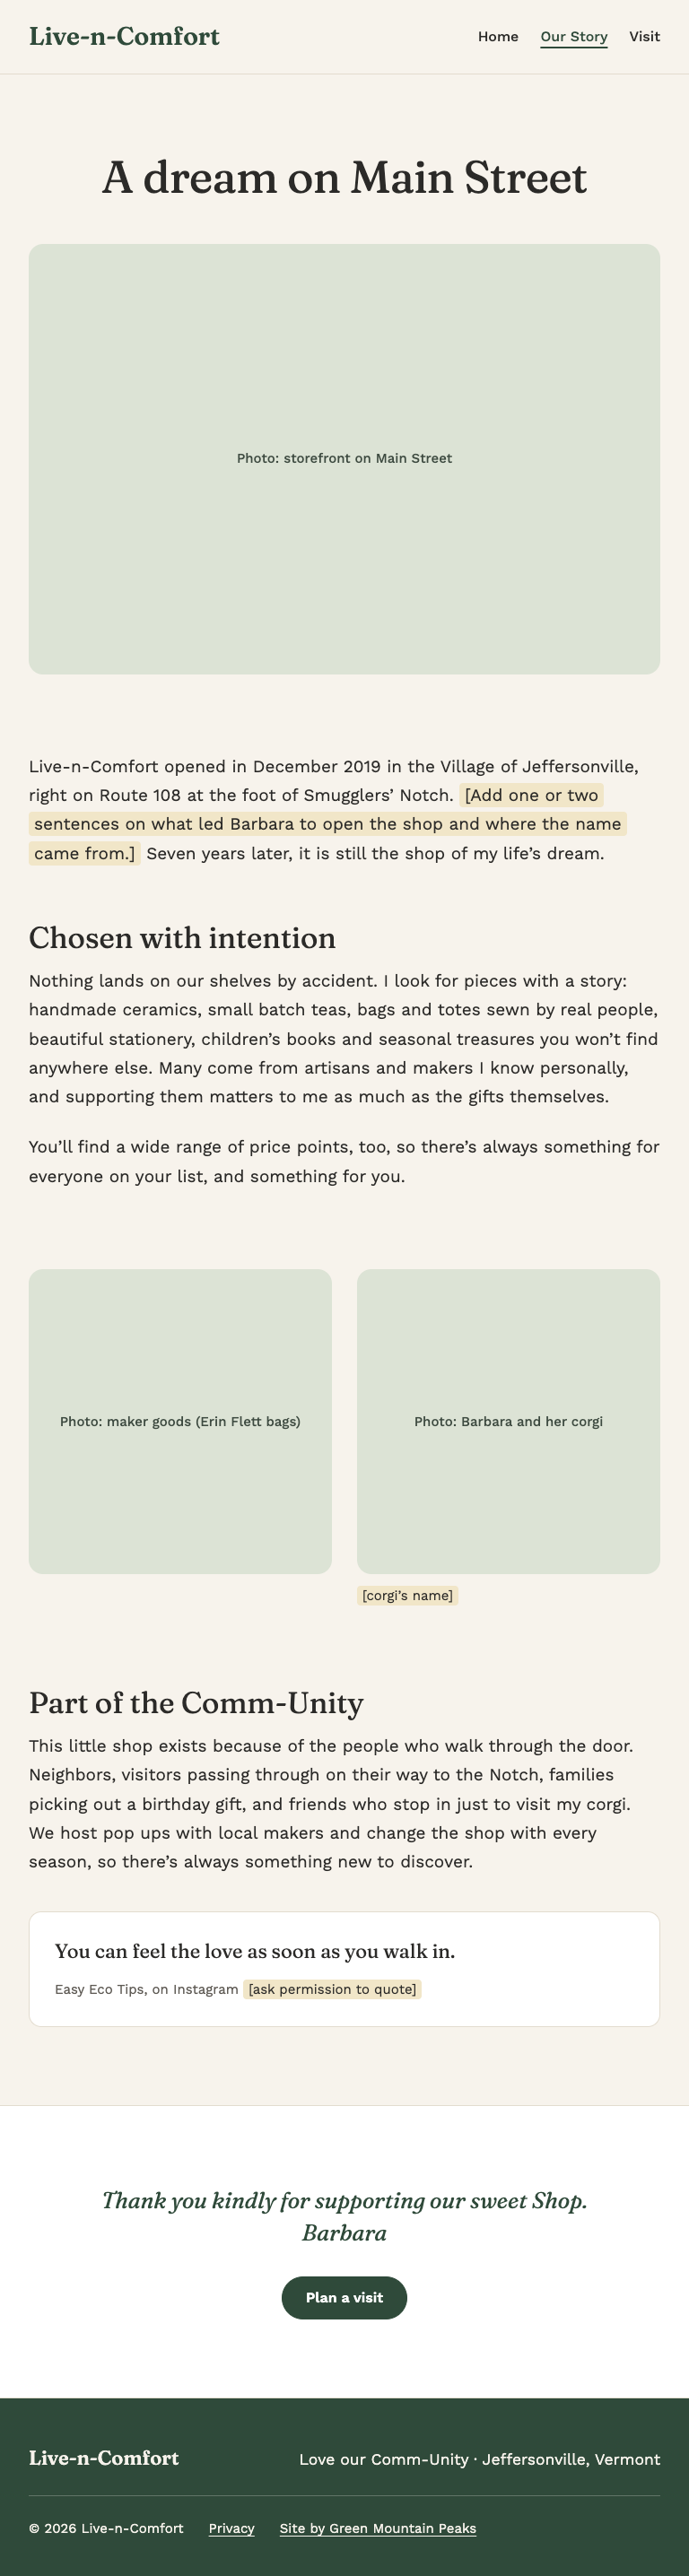 Live-n-Comfort
Home Our Story Visit
A dream on Main Street
Photo: storefront on Main Street
Live-n-Comfort opened in December 2019 in the Village of Jeffersonville,
right on Route 108 at the foot of Smugglers’ Notch. [Add one or two
sentences on what led Barbara to open the shop and where the name
came from.] Seven years later, it is still the shop of my life’s dream.
Chosen with intention
Nothing lands on our shelves by accident. I look for pieces with a story:
handmade ceramics, small batch teas, bags and totes sewn by real people,
beautiful stationery, children’s books and seasonal treasures you won’t find
anywhere else. Many come from artisans and makers I know personally,
and supporting them matters to me as much as the gifts themselves.
You’ll find a wide range of price points, too, so there’s always something for
everyone on your list, and something for you.
Photo: maker goods (Erin Flett bags)
Photo: Barbara and her corgi
[corgi’s name]
Part of the Comm-Unity
This little shop exists because of the people who walk through the door.
Neighbors, visitors passing through on their way to the Notch, families
picking out a birthday gift, and friends who stop in just to visit my corgi.
We host pop ups with local makers and change the shop with every
season, so there’s always something new to discover.
You can feel the love as soon as you walk in.
Easy Eco Tips, on Instagram [ask permission to quote]
Thank you kindly for supporting our sweet Shop.
Barbara
Plan a visit
Live-n-Comfort
Love our Comm-Unity · Jeffersonville, Vermont
© 2026 Live-n-Comfort Privacy Site by Green Mountain Peaks